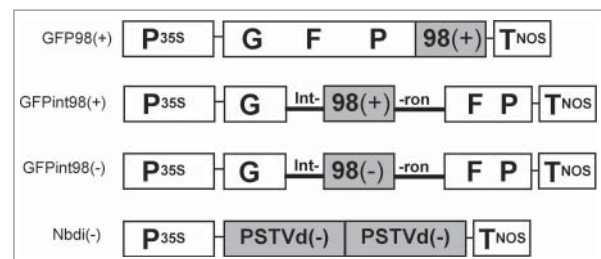 GFP98(+) P35S G F P 98(+) TNOS
GFPint98(+) P35S G Int- 98(+) -ron F P TNOS
GFPint98(-) P35S G Int- 98(-) -ron F P TNOS
Nbdi(-) P35S PSTVd(-) PSTVd(-) TNOS